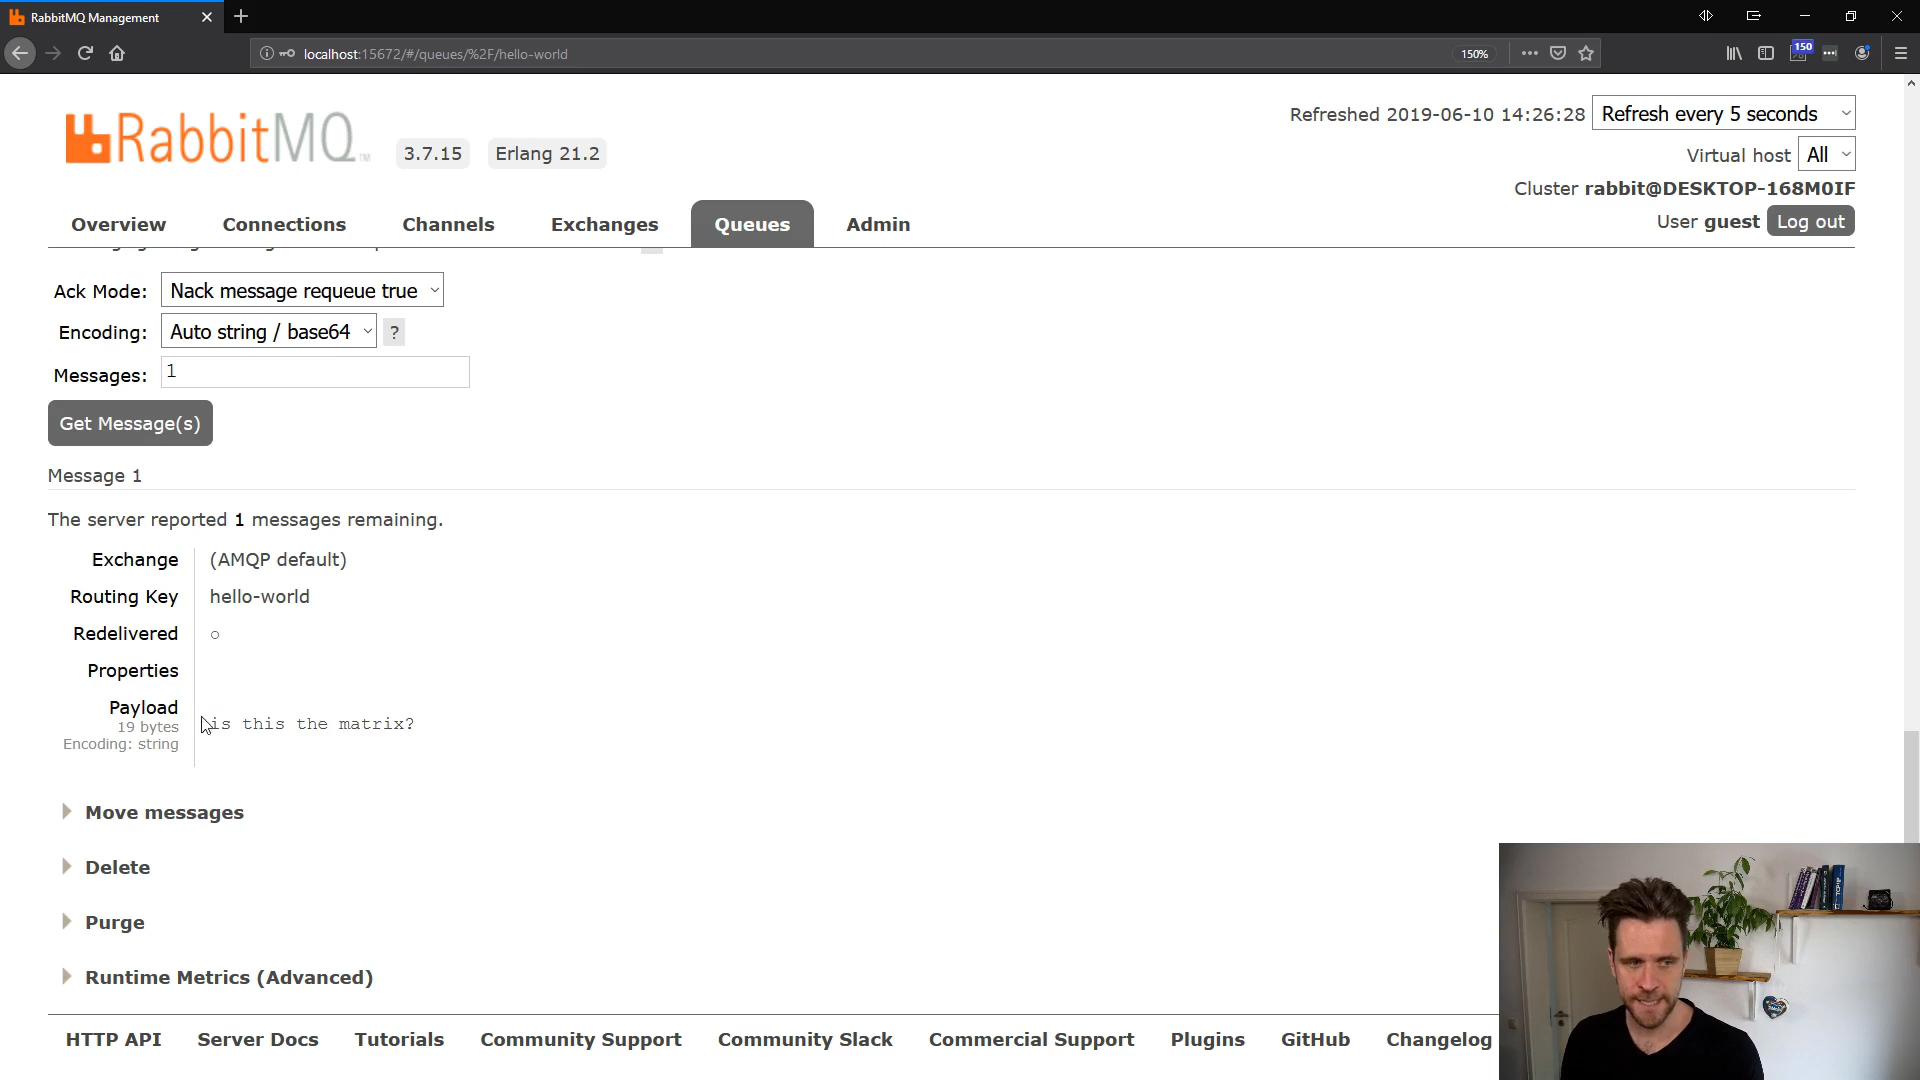 RabbitMQ Management
localhost:15672/#/queues/%2F/hello-world
150%
150
RabbitMQ TM
3.7.15
Erlang 21.2
Refreshed 2019-06-10 14:26:28
Refresh every 5 seconds
Virtual host
All
Cluster rabbit@DESKTOP-168M0IF
User guest
Log out
Overview
Connections
Channels
Exchanges
Queues
Admin
Ack Mode:
Nack message requeue true
Encoding:
Auto string / base64
?
Messages:
1
Get Message(s)
Message 1
The server reported 1 messages remaining.
Exchange
(AMQP default)
Routing Key
hello-world
Redelivered
○
Properties
Payload
19 bytes
Encoding: string
is this the matrix?
Move messages
Delete
Purge
Runtime Metrics (Advanced)
HTTP API
Server Docs
Tutorials
Community Support
Community Slack
Commercial Support
Plugins
GitHub
Changelog
TCP/IP